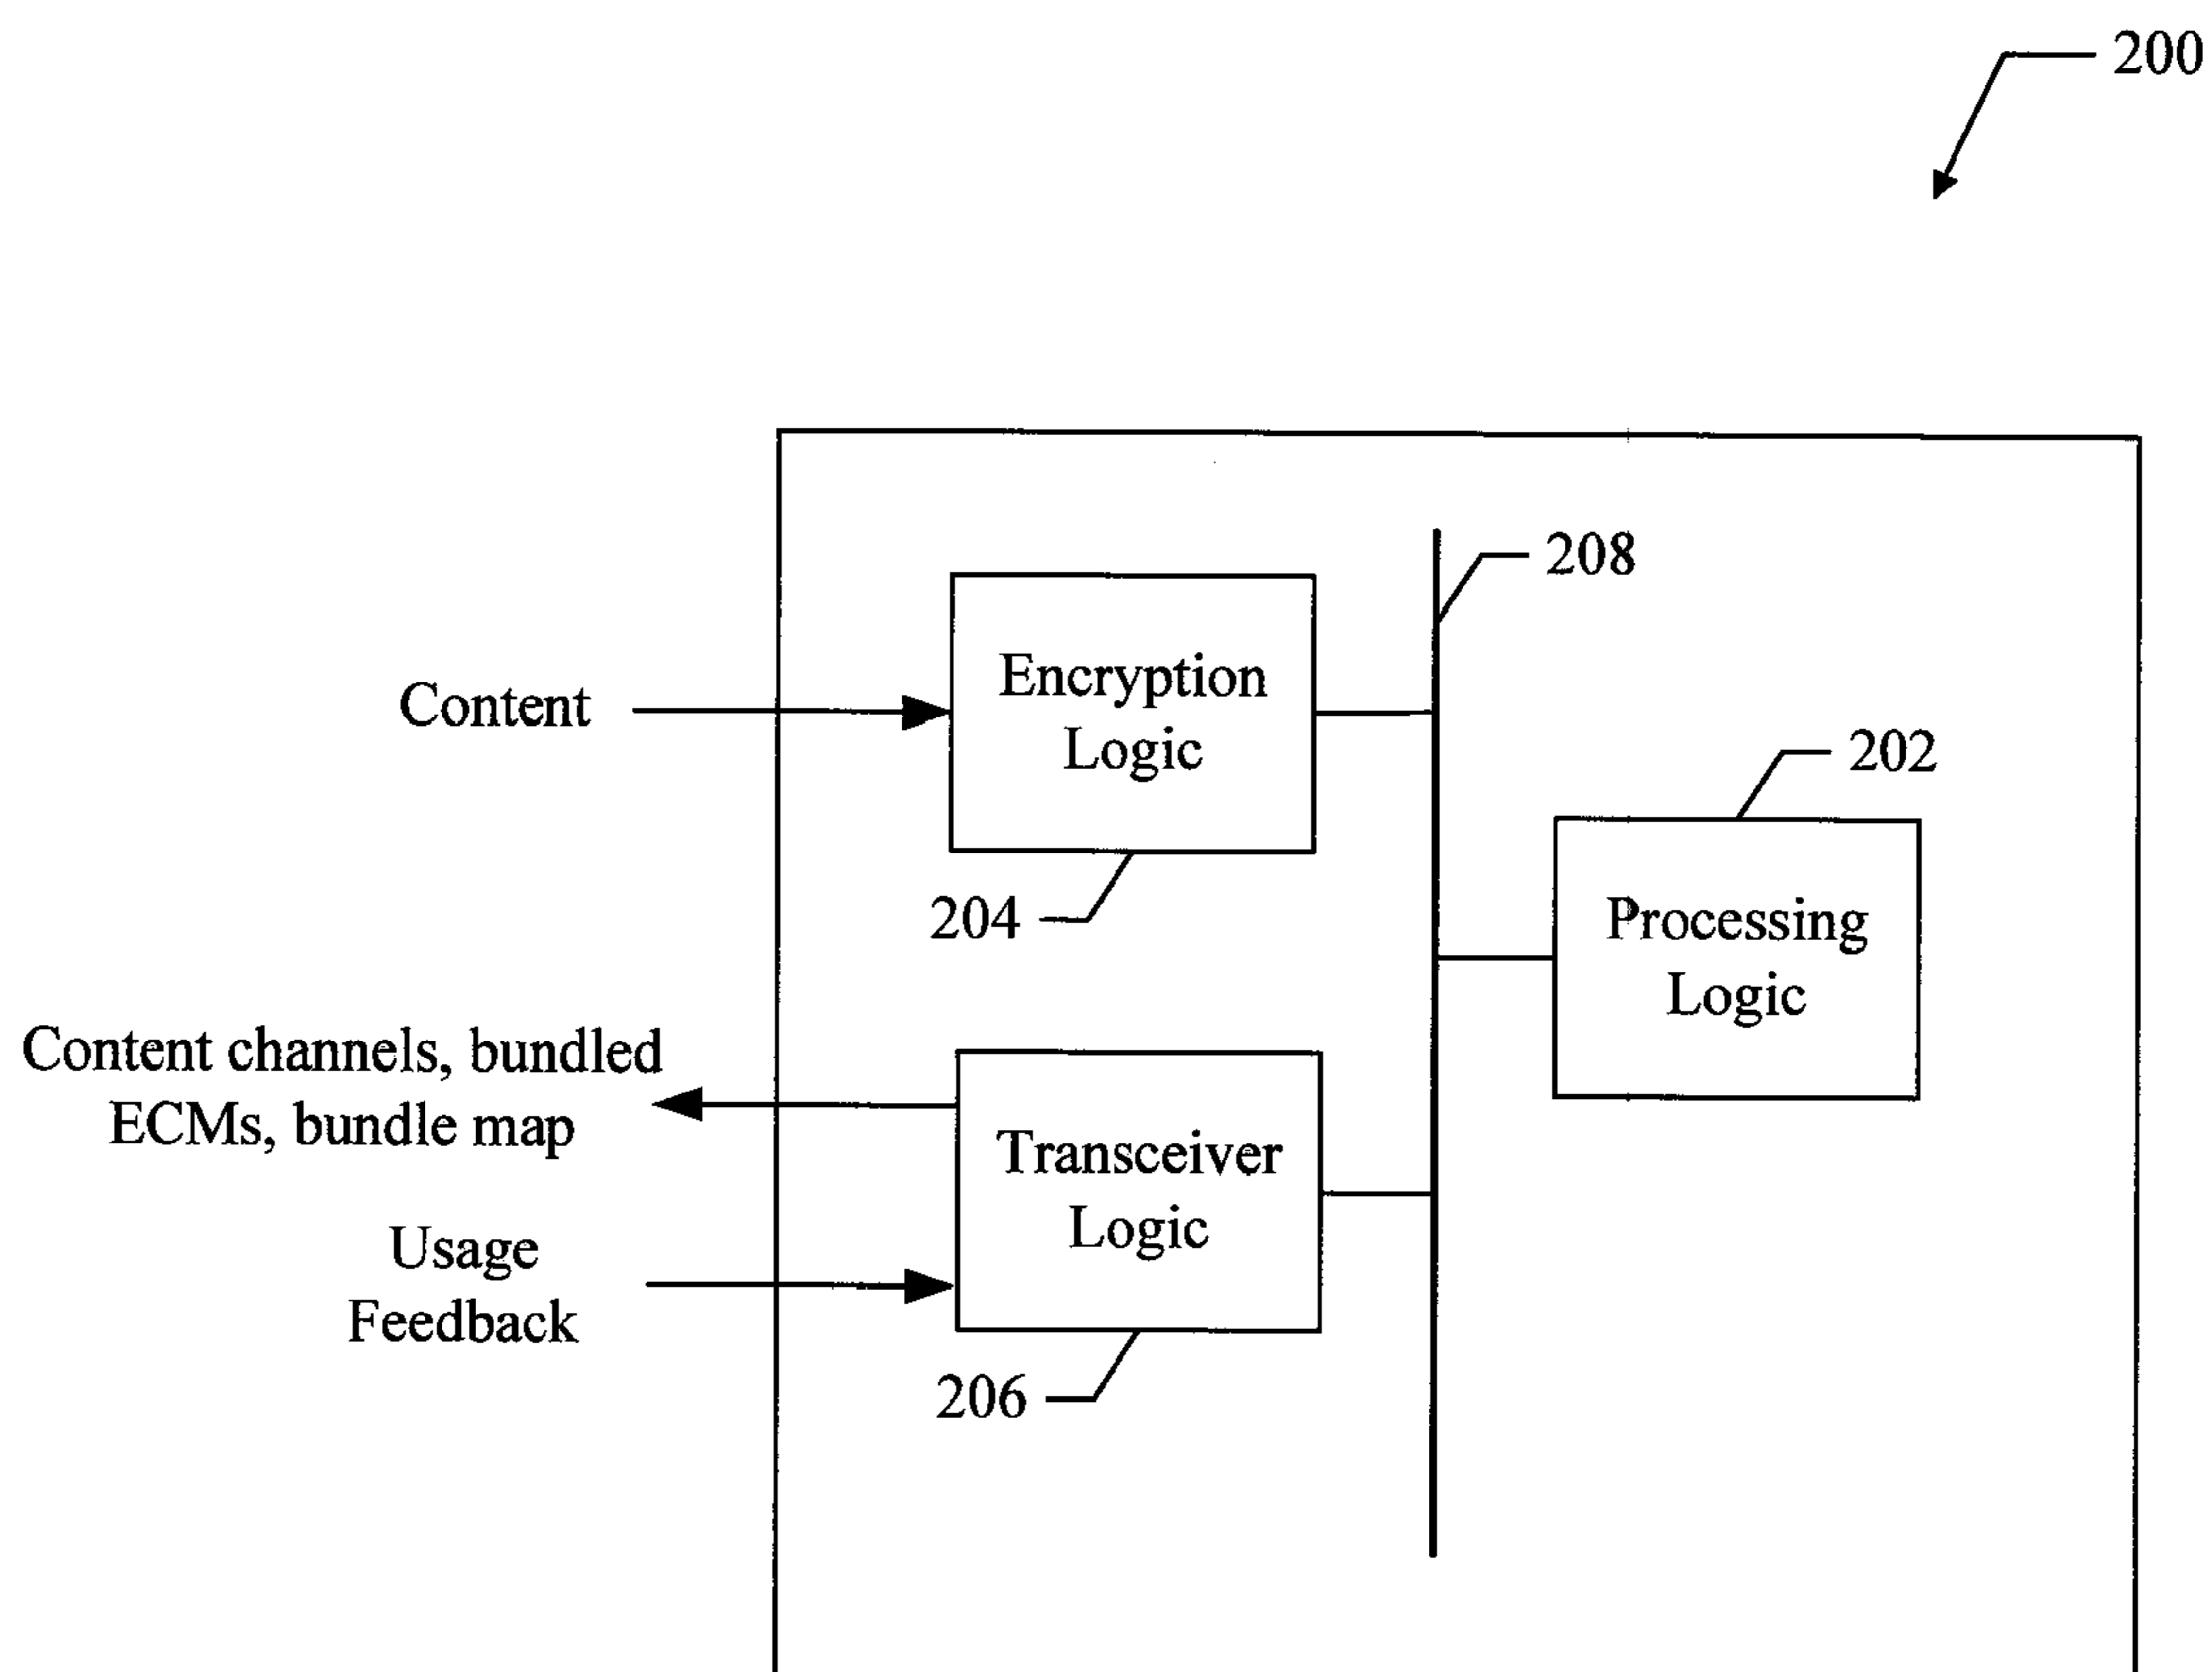 200
208
Encryption
Logic
Content
202
204
Processing
Logic
Content channels, bundled
ECMs, bundle map
Transceiver
Logic
Usage
Feedback
206